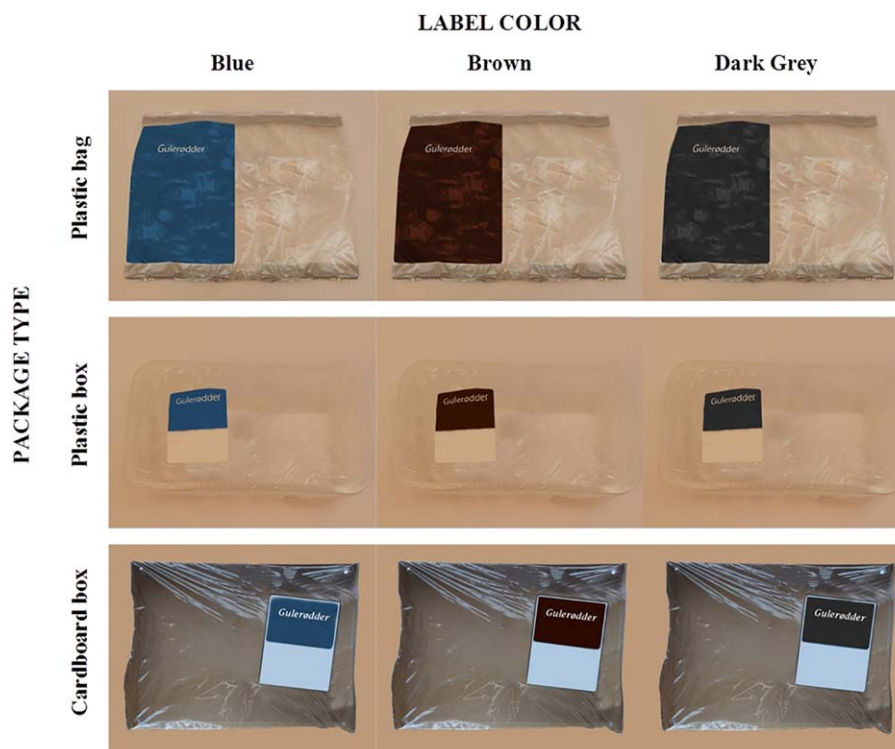 LABEL COLOR
Blue Brown Dark Grey
PACKAGE TYPE
Plastic bag
Gulerødder Gulerødder Gulerødder
Plastic box
Gulerødder Gulerødder Gulerødder
Cardboard box
Gulerødder Gulerødder Gulerødder